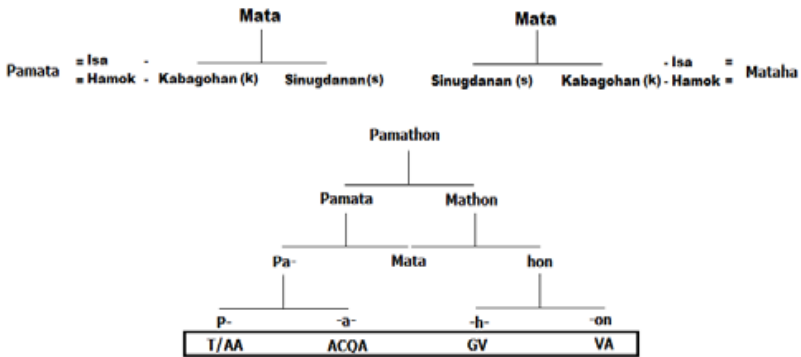 Mata Mata
Pamata = Isa - - Isa = Mataha
= Hamok - Kabagohan (k) Sinugdanan(s) Sinugdanan (s) Kabagohan (k) - Hamok =
Pamathon
Pamata Mathon
Pa- Mata hon
p- -a- -h- -on
T/AA ACQA GV VA